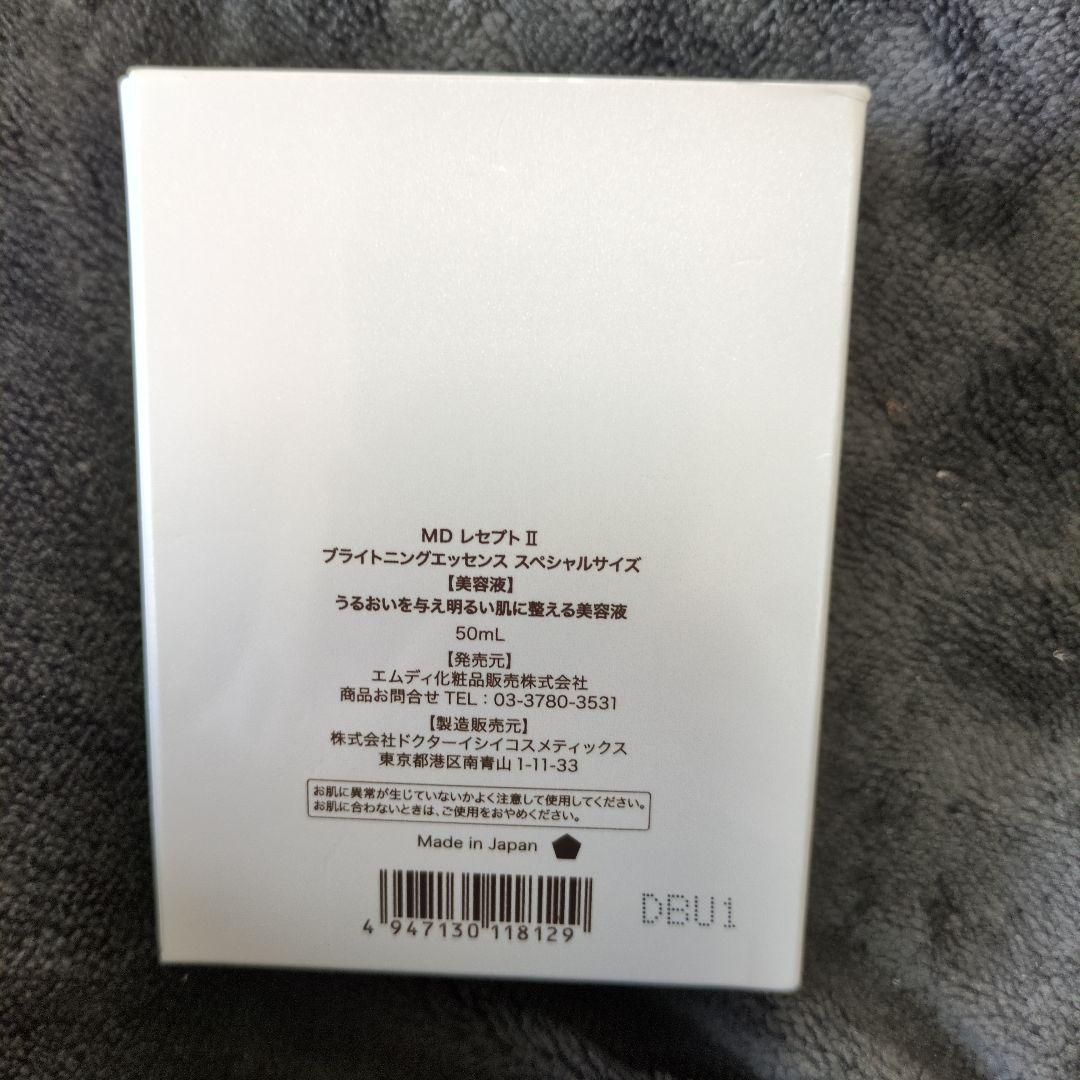 MD レセプト Ⅱ
ブライトニングエッセンス スペシャルサイズ
【美容液】
うるおいを与え明るい肌に整える美容液
50mL
【発売元】
エムディ化粧品販売株式会社
商品お問合せ TEL：03-3780-3531
【製造販売元】
株式会社ドクターイシイコスメティックス
東京都港区南青山 1-11-33
お肌に異常が生じていないかよく注意して使用してください。
お肌に合わないときは、ご使用をおやめください。
Made in Japan
4 947130 118129
DBU1